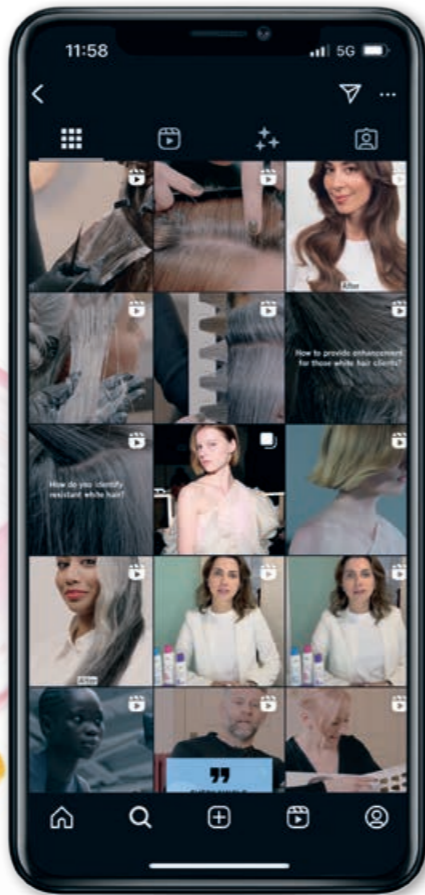 11:58
5G
After
How to provide enhancement
for those white hair clients?
How do you identify
resistant white hair?
After
”